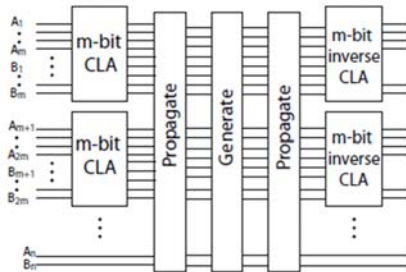 A1
Am
B1
Bm
m-bit
CLA
Am+1
A2m
Bm+1
B2m
m-bit
CLA
An
Bn
Propagate
Generate
Propagate
m-bit
inverse
CLA
m-bit
inverse
CLA